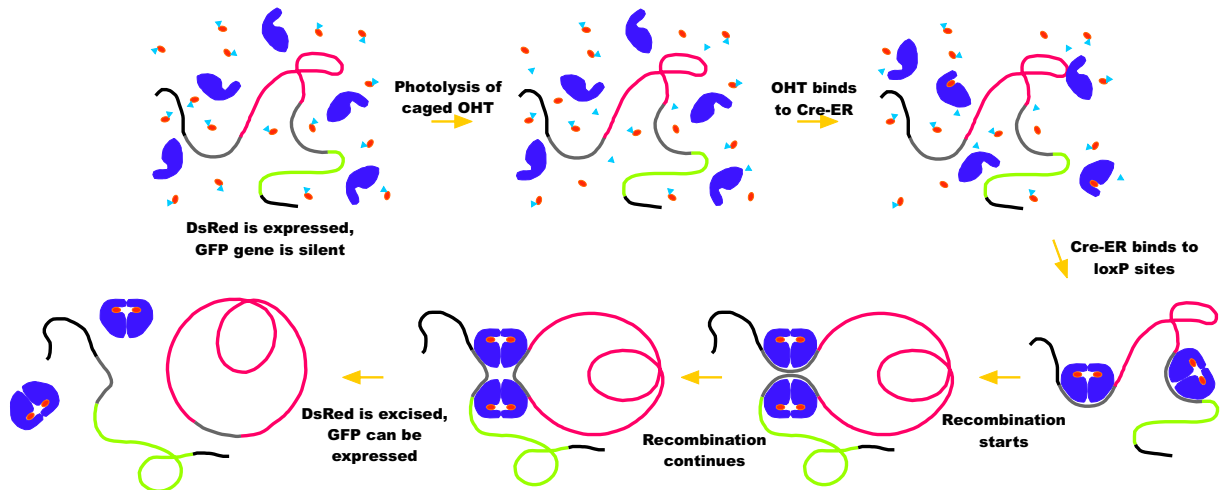 Photolysis of
caged OHT
OHT binds
to Cre-ER
DsRed is expressed,
GFP gene is silent
Cre-ER binds to
loxP sites
Recombination
starts
Recombination
continues
DsRed is excised,
GFP can be
expressed